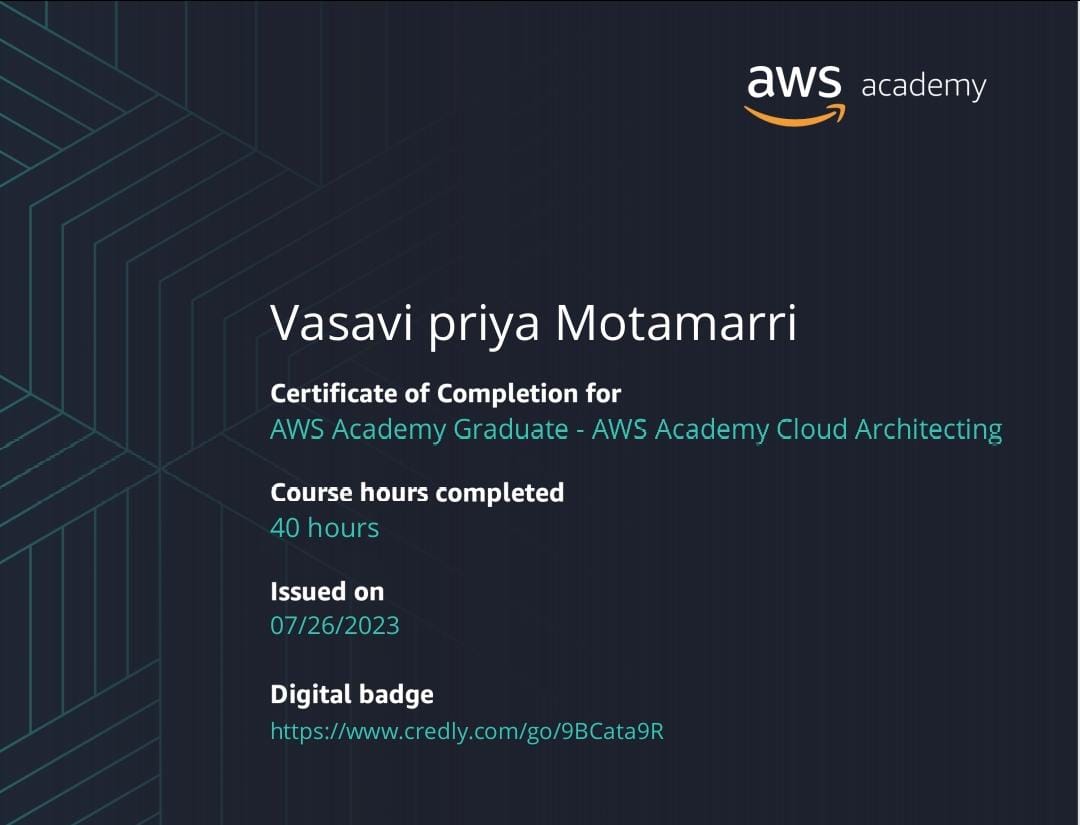 aws academy
Vasavi priya Motamarri
Certificate of Completion for
AWS Academy Graduate - AWS Academy Cloud Architecting
Course hours completed
40 hours
Issued on
07/26/2023
Digital badge
https://www.credly.com/go/9BCata9R